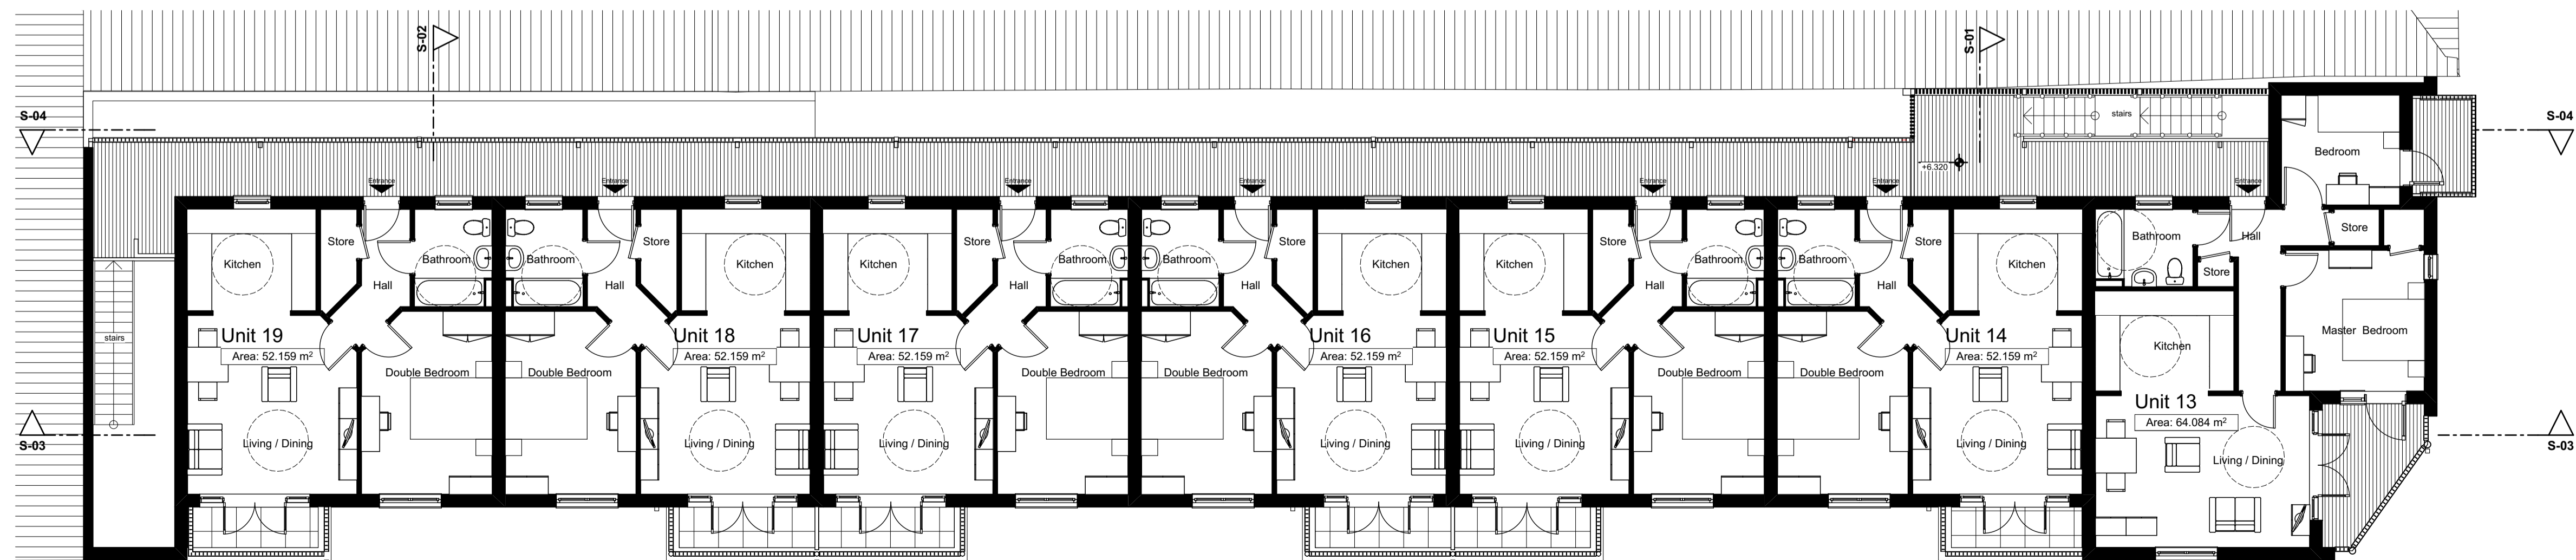 S-02
S-01
S-04
S-04
stairs
Bedroom
+6.320
Entrance
Entrance
Entrance
Entrance
Entrance
Entrance
Entrance
Store
Store
Store
Store
Store
Store
Bathroom
Hall
Store
Kitchen
Bathroom
Bathroom
Kitchen
Kitchen
Bathroom
Bathroom
Kitchen
Kitchen
Bathroom
Bathroom
Kitchen
Store
Hall
Hall
Hall
Hall
Hall
Hall
stairs
Unit 19
Area: 52.159 m²
Unit 18
Area: 52.159 m²
Unit 17
Area: 52.159 m²
Unit 16
Area: 52.159 m²
Unit 15
Area: 52.159 m²
Unit 14
Area: 52.159 m²
Kitchen
Master Bedroom
Double Bedroom
Double Bedroom
Double Bedroom
Double Bedroom
Double Bedroom
Double Bedroom
Unit 13
Area: 64.084 m²
S-03
Living / Dining
Living / Dining
Living / Dining
Living / Dining
Living / Dining
Living / Dining
Living / Dining
S-03